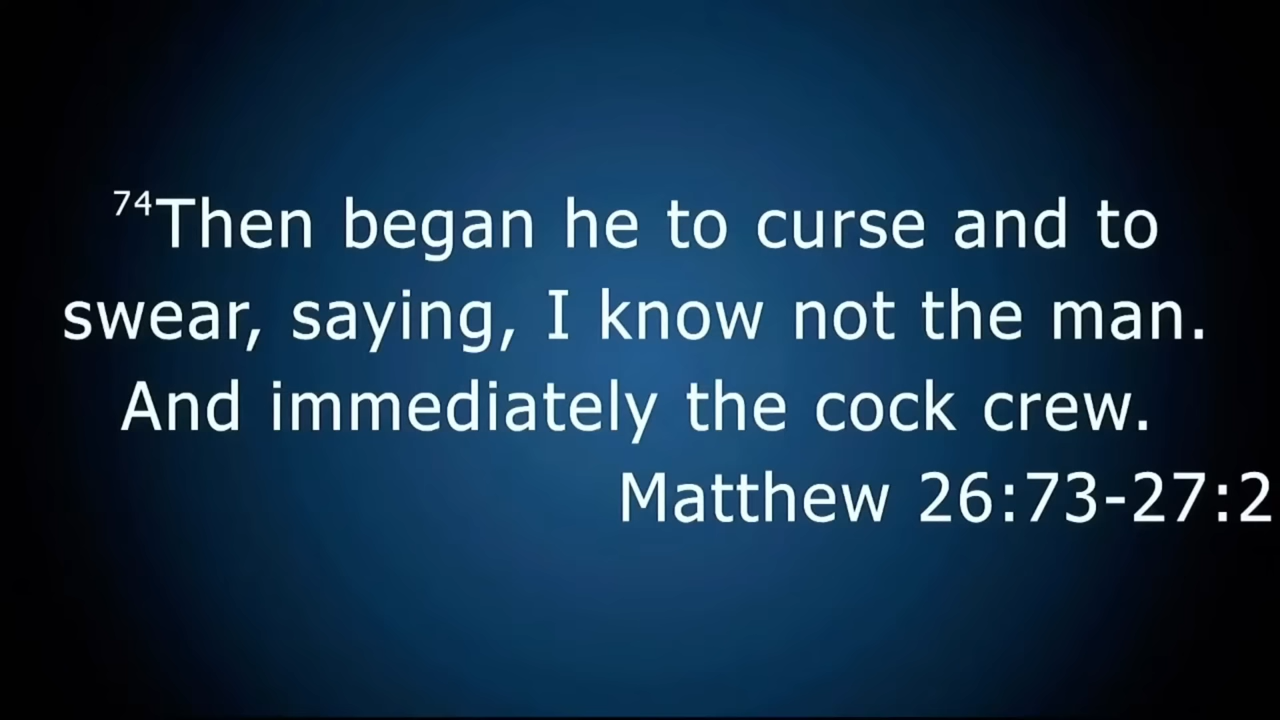 74Then began he to curse and to
swear, saying, I know not the man.
And immediately the cock crew.
Matthew 26:73-27:2